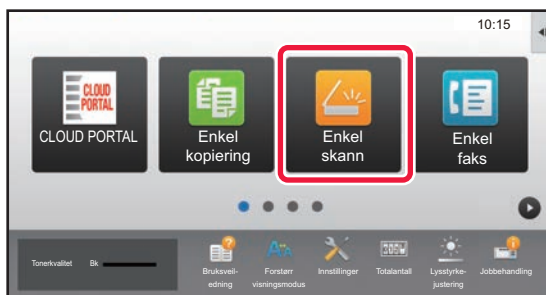 10:15
CLOUD
PORTAL
CLOUD PORTAL
Enkel
kopiering
Enkel
skann
Enkel
faks
Tonerkvalitet
Bk
Bruksveil-
edning
Forstørr
visningsmodus
Innstillinger
Totalantall
Lysstyrke-
justering
Jobbehandling